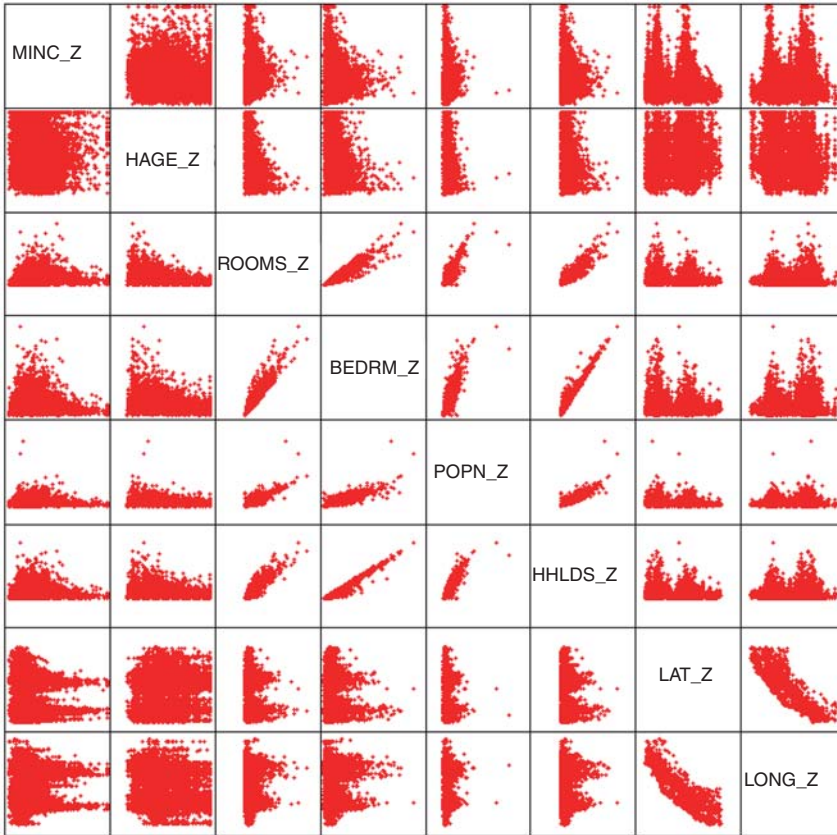 MINC_Z
HAGE_Z
ROOMS_Z
BEDRM_Z
POPN_Z
HHLDS_Z
LAT_Z
LONG_Z